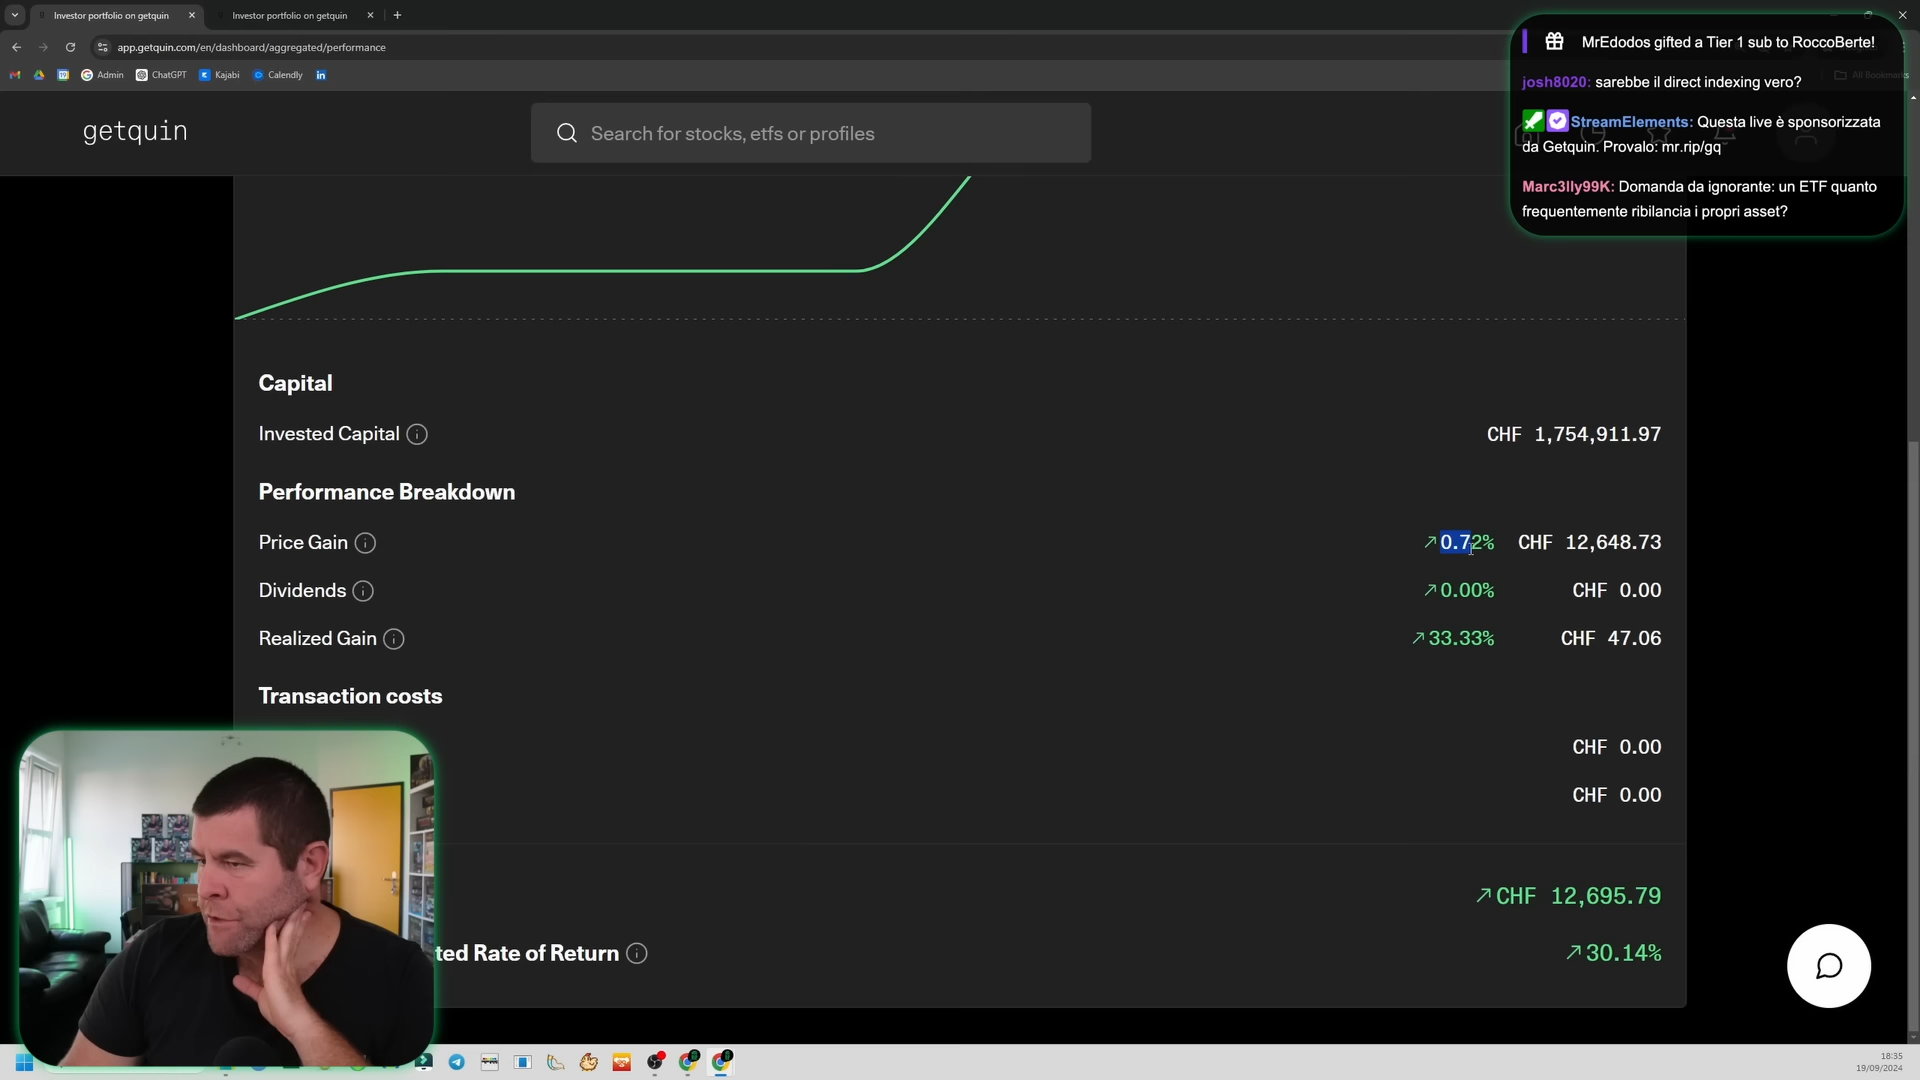 Investor portfolio on getquin
Investor portfolio on getquin
app.getquin.com/en/dashboard/aggregated/performance
Admin
ChatGPT
Kajabi
Calendly
All Bookmarks
getquin
Search for stocks, etfs or profiles
MrEdodos gifted a Tier 1 sub to RoccoBerte!
josh8020: sarebbe il direct indexing vero?
StreamElements: Questa live è sponsorizzata
da Getquin. Provalo: mr.rip/gq
Marc3lly99K: Domanda da ignorante: un ETF quanto
frequentemente ribilancia i propri asset?
Capital
Invested Capital CHF 1,754,911.97
Performance Breakdown
Price Gain 0.72% CHF 12,648.73
Dividends 0.00% CHF 0.00
Realized Gain 33.33% CHF 47.06
Transaction costs
CHF 0.00
CHF 0.00
CHF 12,695.79
ted Rate of Return 30.14%
18:35
19/09/2024